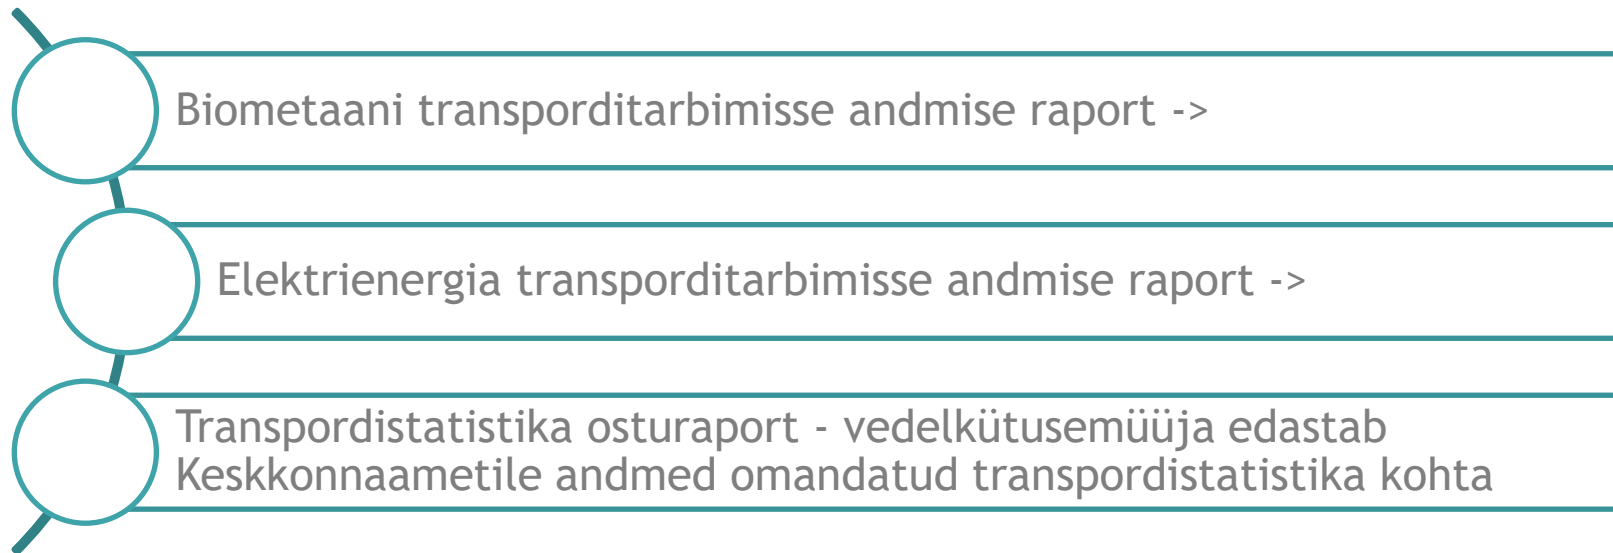 Biometaani transporditarbimisse andmise raport ->
Elektrienergia transporditarbimisse andmise raport ->
Transpordistatistika osturaport - vedelkütusemüüja edastab
Keskkonnaametile andmed omandatud transpordistatistika kohta